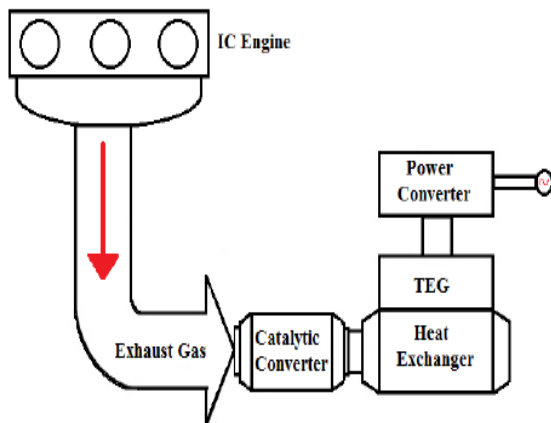 IC Engine
Power
Converter
TEG
Exhaust Gas
Catalytic
Converter
Heat
Exchanger